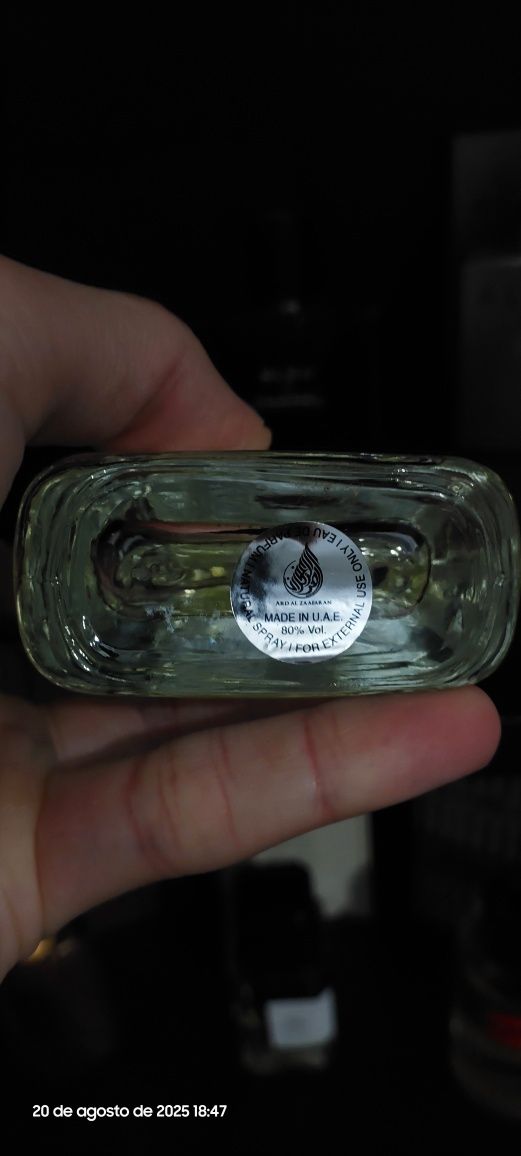 EAU DE PARFUM | NATURAL SPRAY | FOR EXTERNAL USE ONLY |
ARD AL ZAAFARAN
MADE IN U.A.E.
80% Vol.
20 de agosto de 2025 18:47